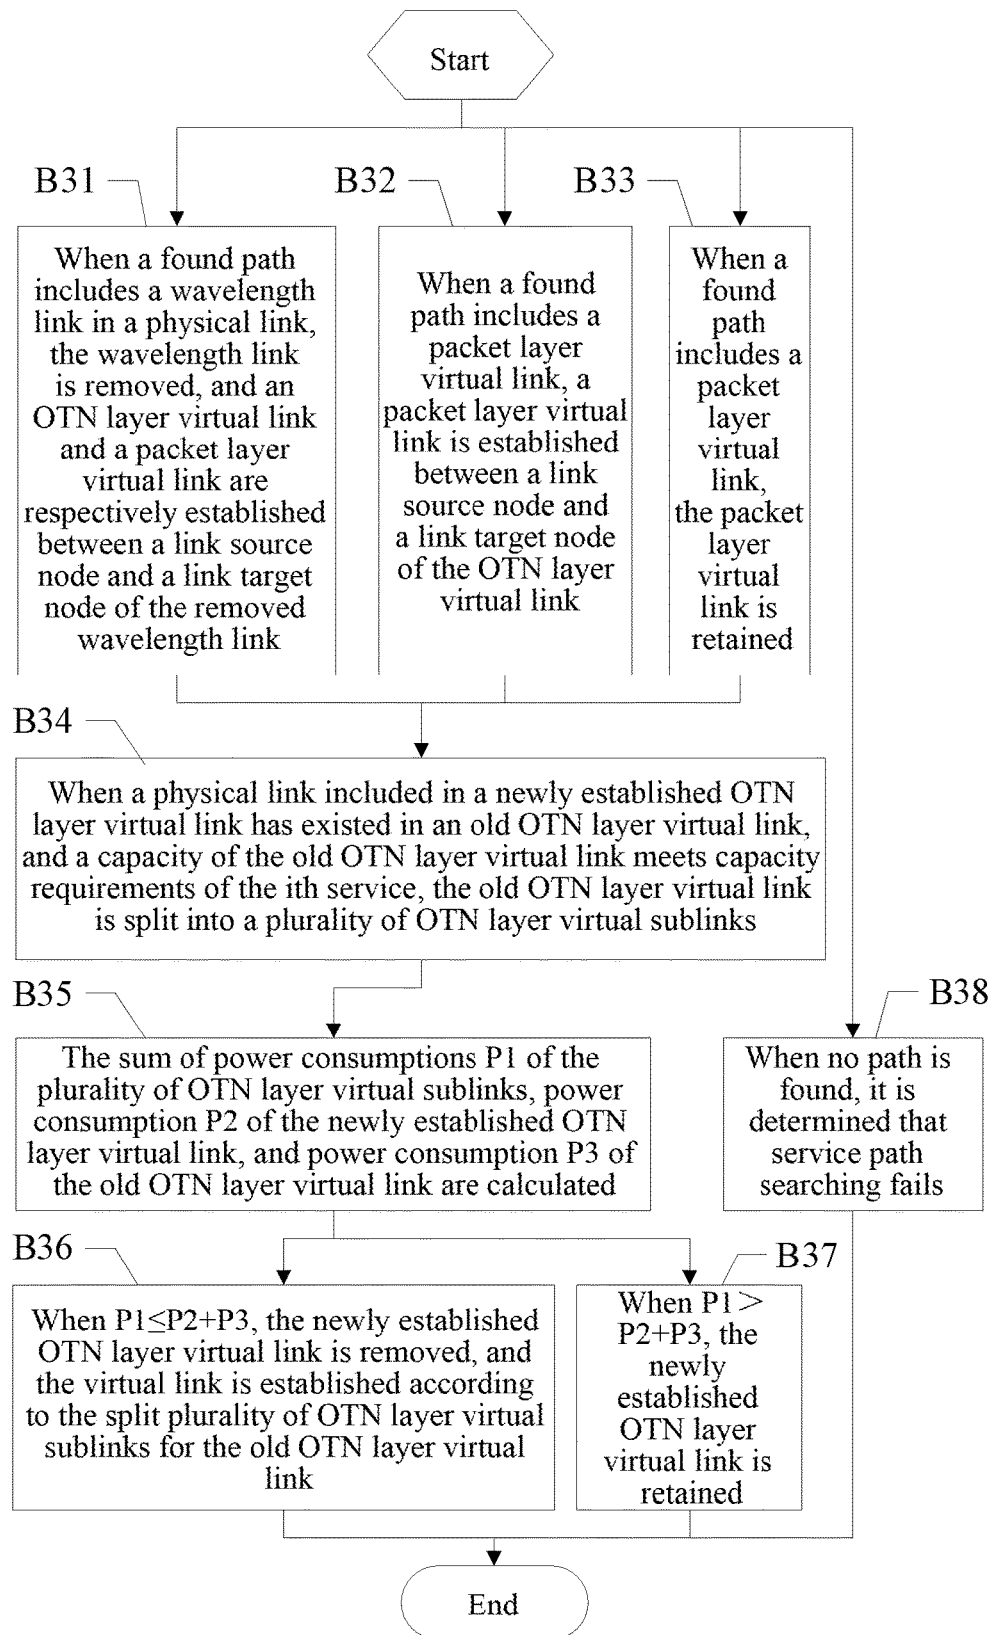 Start
B31
When a found path
includes a wavelength
link in a physical link,
the wavelength link
is removed, and an
OTN layer virtual link
and a packet layer
virtual link are
respectively established
between a link source
node and a link target
node of the removed
wavelength link
B32
When a found
path includes a
packet layer
virtual link, a
packet layer virtual
link is established
between a link
source node and
a link target node
of the OTN layer
virtual link
B33
When a
found
path
includes a
packet
layer
virtual
link,
the packet
layer
virtual
link is
retained
B34
When a physical link included in a newly established OTN
layer virtual link has existed in an old OTN layer virtual link,
and a capacity of the old OTN layer virtual link meets capacity
requirements of the ith service, the old OTN layer virtual link
is split into a plurality of OTN layer virtual sublinks
B35
The sum of power consumptions P1 of the
plurality of OTN layer virtual sublinks, power
consumption P2 of the newly established OTN
layer virtual link, and power consumption P3 of
the old OTN layer virtual link are calculated
B38
When no path is
found, it is
determined that
service path
searching fails
B36
When P1≤P2+P3, the newly established
OTN layer virtual link is removed, and
the virtual link is established according
to the split plurality of OTN layer virtual
sublinks for the old OTN layer virtual
link
B37
When P1＞
P2+P3, the
newly
established
OTN layer
virtual link is
retained
End